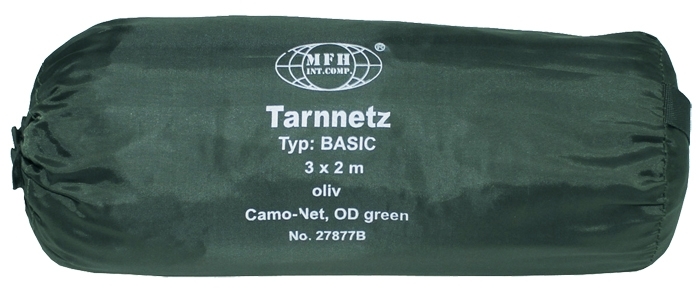 MFH ®
INT.COMP.
Tarnnetz
Typ: BASIC
3 x 2 m
oliv
Camo-Net, OD green
No. 27877B